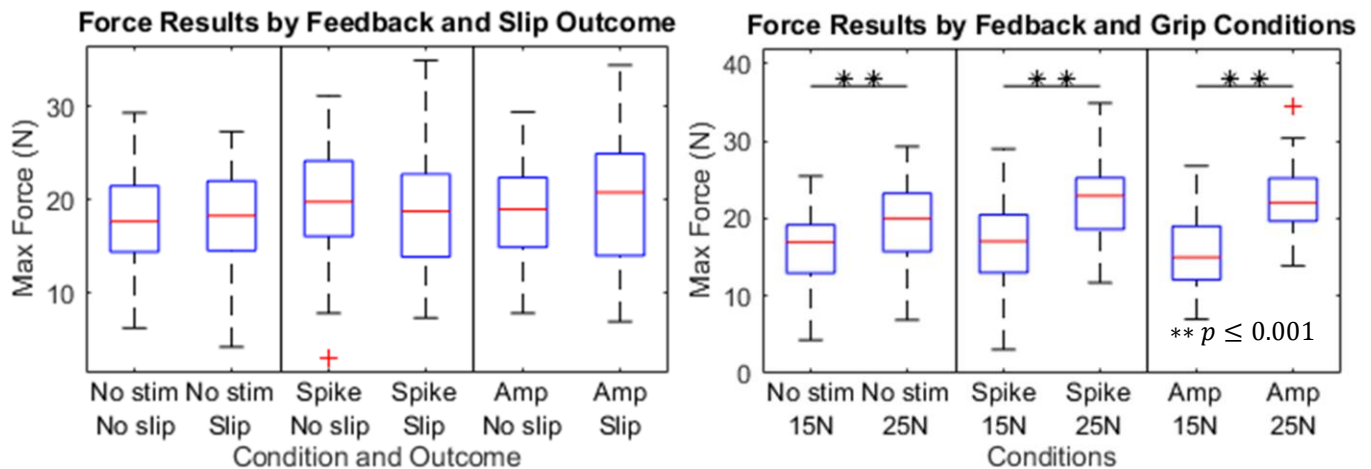 Force Results by Feedback and Slip Outcome
Max Force (N)
30
20
10
No stim No stim Spike Spike Amp Amp
No slip Slip No slip Slip No slip Slip
Condition and Outcome
Force Results by Fedback and Grip Conditions
Max Force (N)
40
30
20
10
0
** ** **
** p ≤ 0.001
No stim No stim Spike Spike Amp Amp
15N 25N 15N 25N 15N 25N
Conditions